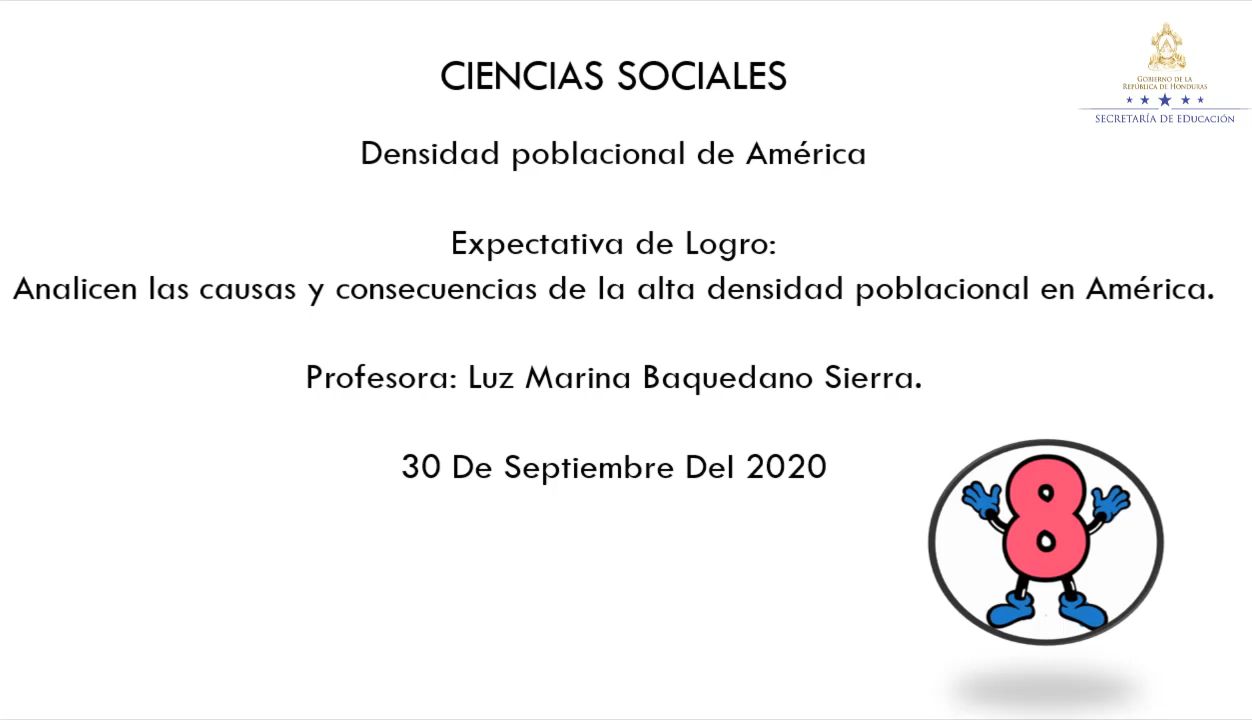 CIENCIAS SOCIALES
GOBIERNO DE LA
REPÚBLICA DE HONDURAS
SECRETARÍA DE EDUCACIÓN
Densidad poblacional de América
Expectativa de Logro:
Analicen las causas y consecuencias de la alta densidad poblacional en América.
Profesora: Luz Marina Baquedano Sierra.
30 De Septiembre Del 2020
8